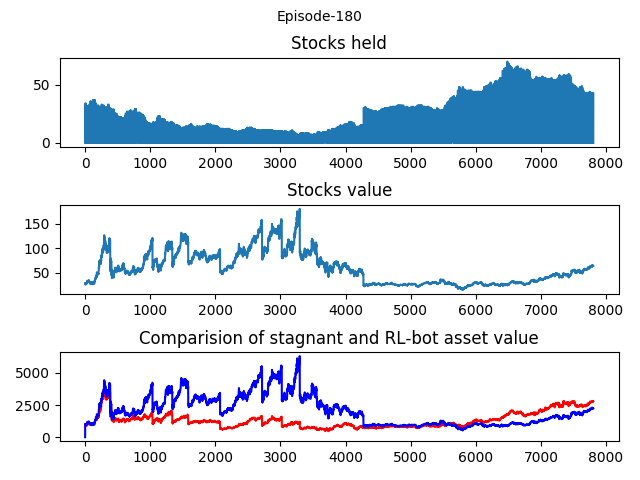 Episode-180
Stocks held
50
0
0 1000 2000 3000 4000 5000 6000 7000 8000
Stocks value
150
100
50
0 1000 2000 3000 4000 5000 6000 7000 8000
Comparision of stagnant and RL-bot asset value
5000
2500
0
0 1000 2000 3000 4000 5000 6000 7000 8000